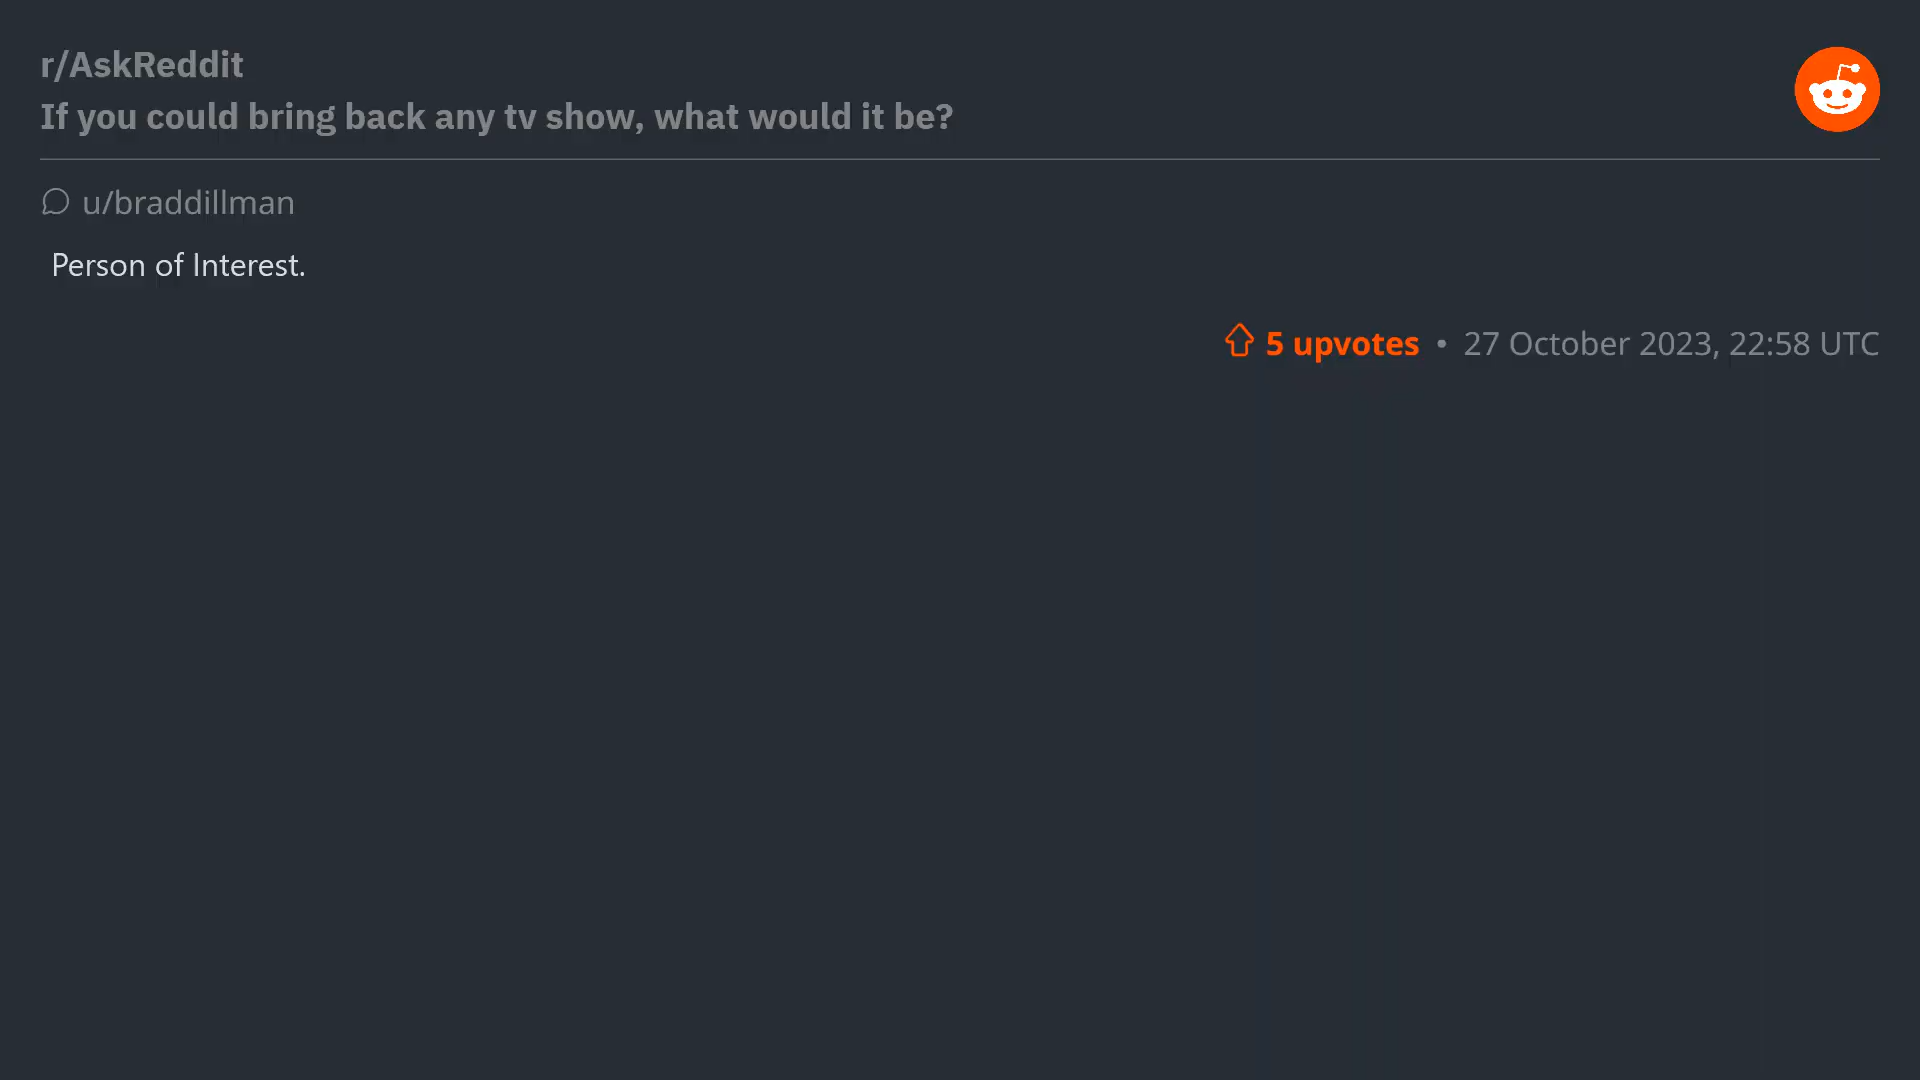 r/AskReddit
If you could bring back any tv show, what would it be?
u/braddillman
Person of Interest.
5 upvotes • 27 October 2023, 22:58 UTC